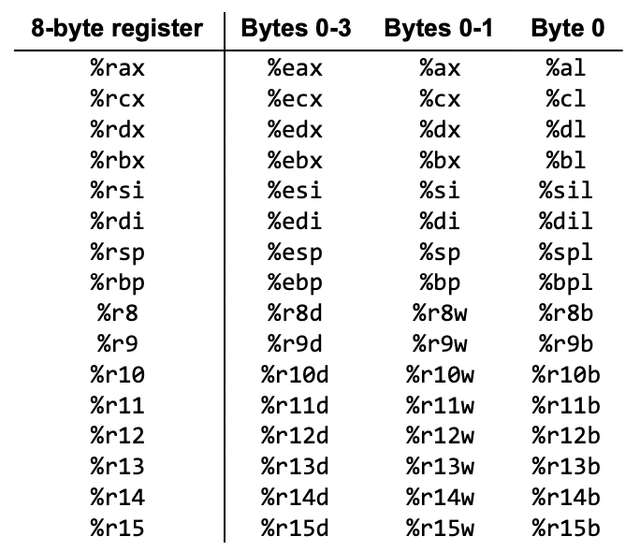 8-byte register Bytes 0-3 Bytes 0-1 Byte 0
%rax %eax %ax %al
%rcx %ecx %cx %cl
%rdx %edx %dx %dl
%rbx %ebx %bx %bl
%rsi %esi %si %sil
%rdi %edi %di %dil
%rsp %esp %sp %spl
%rbp %ebp %bp %bpl
%r8 %r8d %r8w %r8b
%r9 %r9d %r9w %r9b
%r10 %r10d %r10w %r10b
%r11 %r11d %r11w %r11b
%r12 %r12d %r12w %r12b
%r13 %r13d %r13w %r13b
%r14 %r14d %r14w %r14b
%r15 %r15d %r15w %r15b